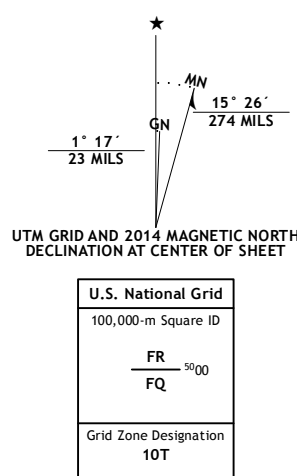 ★
MN
GN
15° 26´
274 MILS
1° 17´
23 MILS
UTM GRID AND 2014 MAGNETIC NORTH
DECLINATION AT CENTER OF SHEET
U.S. National Grid
100,000-m Square ID
FR
5000
FQ
Grid Zone Designation
10T